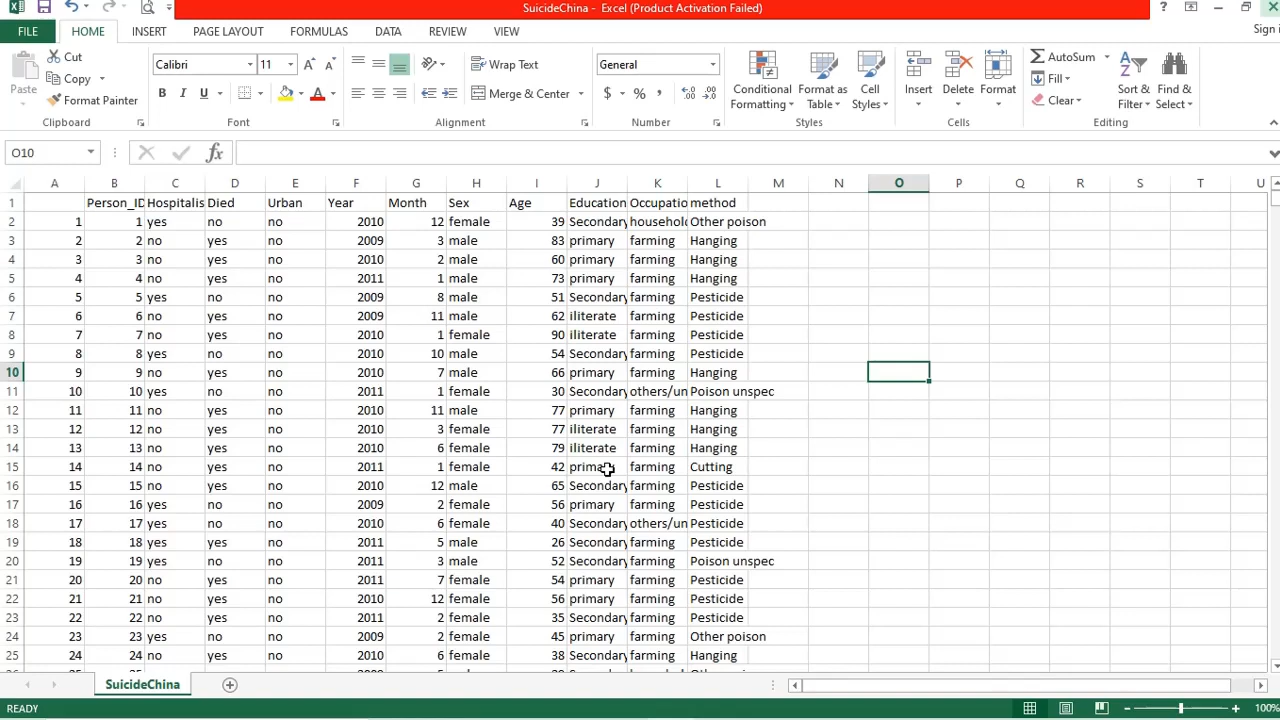 SuicideChina - Excel (Product Activation Failed)
Sign i
FILE HOME INSERT PAGE LAYOUT FORMULAS DATA REVIEW VIEW
Paste
Cut
Copy
Format Painter
Clipboard
Calibri 11
B I U
Font
Wrap Text
Merge & Center
Alignment
General
$ % ,
Number
Conditional Formatting
Format as Table
Cell Styles
Styles
Insert Delete Format
Cells
AutoSum
Fill
Clear
Sort & Filter
Find & Select
Editing
O10 fx
A B C D E F G H I J K L M N O P Q R S T U
1 Person_ID Hospitalis Died Urban Year Month Sex Age Education Occupatio method
2 1 1 yes no no 2010 12 female 39 Secondary househol Other poison
3 2 2 no yes no 2009 3 male 83 primary farming Hanging
4 3 3 no yes no 2010 2 male 60 primary farming Hanging
5 4 4 no yes no 2011 1 male 73 primary farming Hanging
6 5 5 yes no no 2009 8 male 51 Secondary farming Pesticide
7 6 6 no yes no 2009 11 male 62 iliterate farming Pesticide
8 7 7 no yes no 2010 1 female 90 iliterate farming Pesticide
9 8 8 yes no no 2010 10 male 54 Secondary farming Pesticide
10 9 9 no yes no 2010 7 male 66 primary farming Hanging
11 10 10 yes no no 2011 1 female 30 Secondary others/un Poison unspec
12 11 11 no yes no 2010 11 male 77 primary farming Hanging
13 12 12 no yes no 2010 3 female 77 iliterate farming Hanging
14 13 13 no yes no 2010 6 female 79 iliterate farming Hanging
15 14 14 no yes no 2011 1 female 42 primary farming Cutting
16 15 15 no yes no 2010 12 male 65 Secondary farming Pesticide
17 16 16 yes no no 2009 2 female 56 primary farming Pesticide
18 17 17 yes no no 2010 6 female 40 Secondary others/un Pesticide
19 18 18 yes yes no 2011 5 male 26 Secondary farming Pesticide
20 19 19 yes no no 2011 3 male 52 Secondary farming Poison unspec
21 20 20 no yes no 2011 7 female 54 primary farming Pesticide
22 21 21 no yes no 2010 12 female 56 primary farming Pesticide
23 22 22 no yes no 2011 2 female 35 Secondary farming Pesticide
24 23 23 yes no no 2009 2 female 45 primary farming Other poison
25 24 24 no yes no 2010 6 female 38 Secondary farming Hanging
SuicideChina
READY
100%